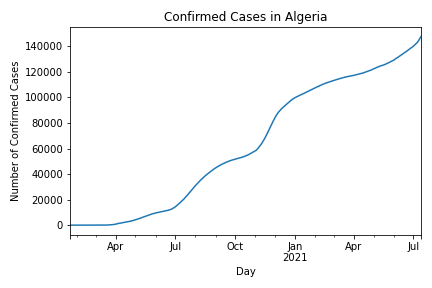 Confirmed Cases in Algeria
140000
120000
100000
80000
60000
40000
20000
0
Number of Confirmed Cases
Apr Jul Oct Jan Apr Jul
2021
Day